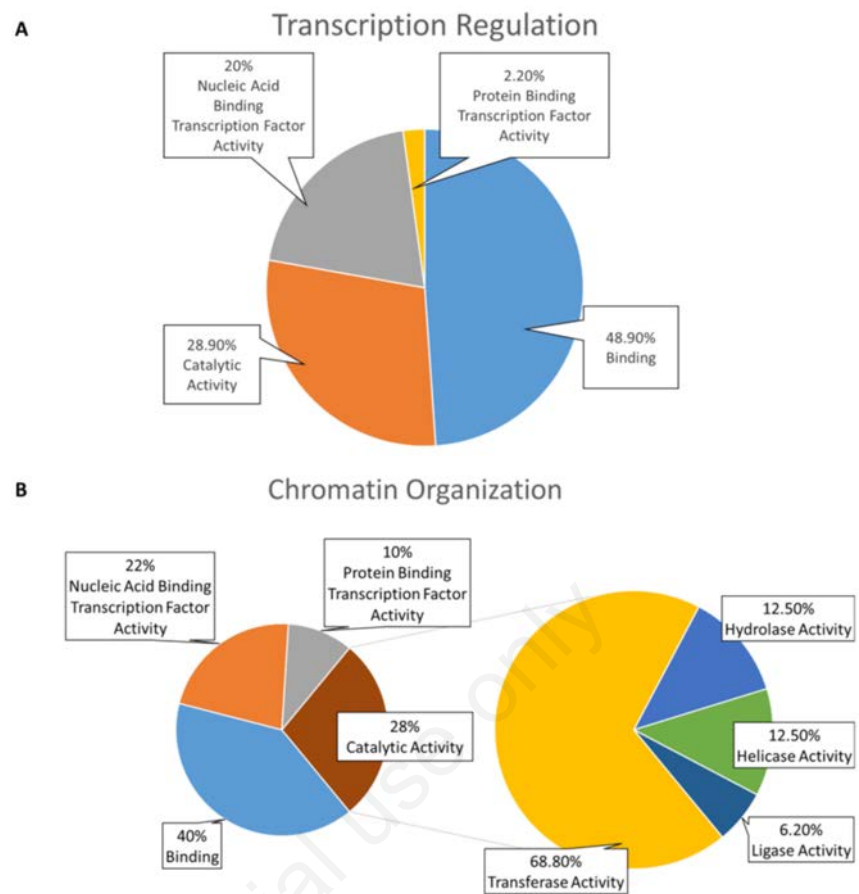 A
Transcription Regulation
20%
Nucleic Acid
Binding
Transcription Factor
Activity
2.20%
Protein Binding
Transcription Factor
Activity
28.90%
Catalytic
Activity
48.90%
Binding
B
Chromatin Organization
22%
Nucleic Acid Binding
Transcription Factor
Activity
10%
Protein Binding
Transcription Factor
Activity
12.50%
Hydrolase Activity
28%
Catalytic Activity
12.50%
Helicase Activity
40%
Binding
68.80%
Transferase Activity
6.20%
Ligase Activity
use only